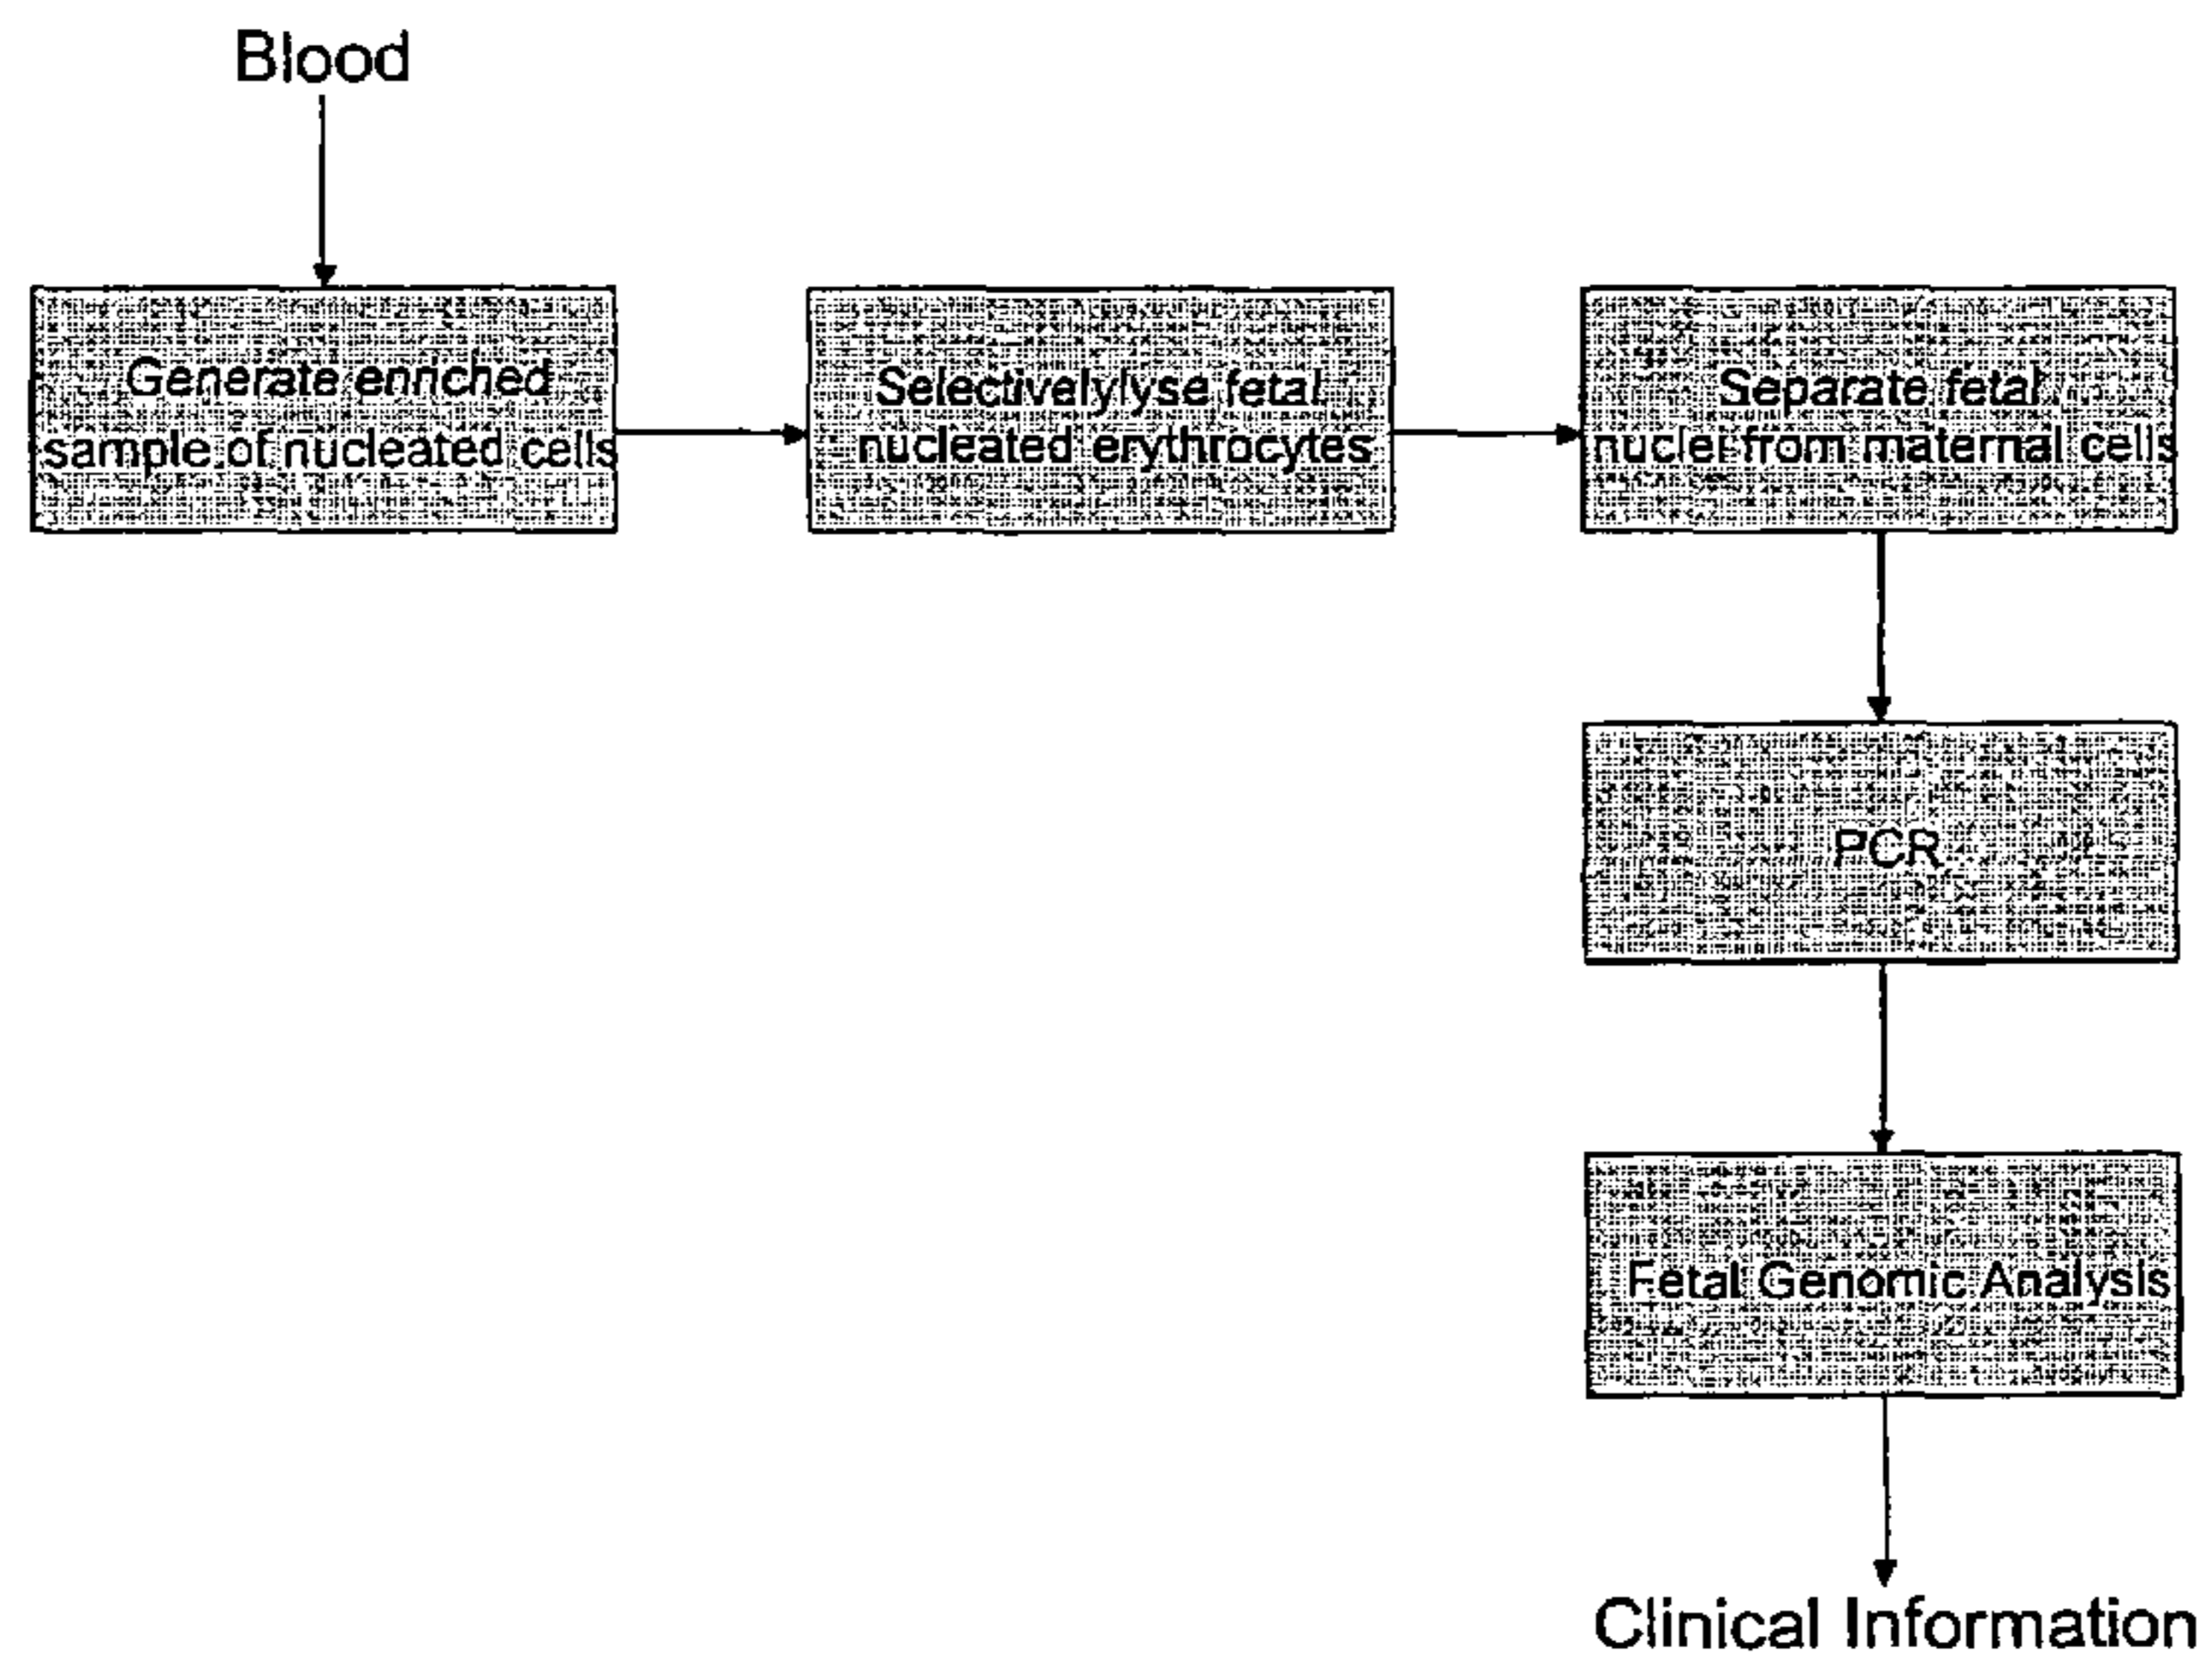 Blood
Generate enriched
sample of nucleated cells
Selectivelylyse fetal
nucleated erythrocytes
Separate fetal
nuclei from maternal cells
PCR
Fetal Genomic Analysis
Clinical Information